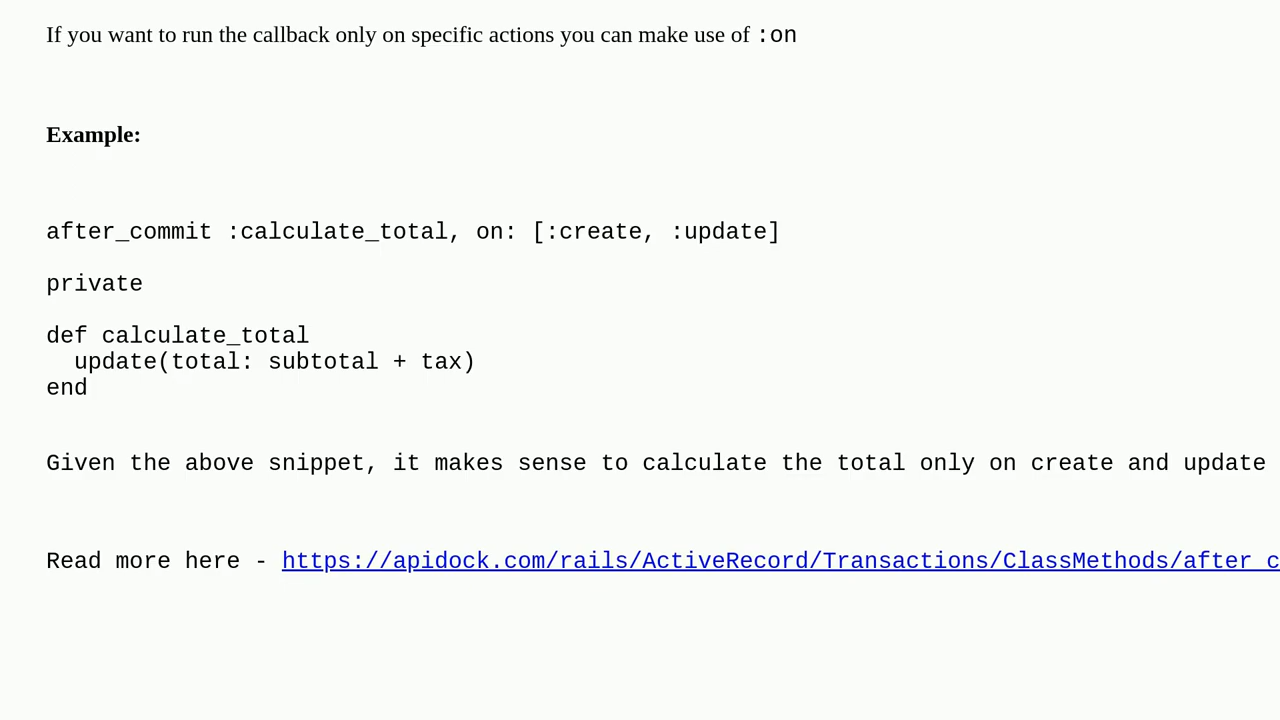 If you want to run the callback only on specific actions you can make use of :on
Example:
after_commit :calculate_total, on: [:create, :update]
private
def calculate_total
  update(total: subtotal + tax)
end
Given the above snippet, it makes sense to calculate the total only on create and update
Read more here - https://apidock.com/rails/ActiveRecord/Transactions/ClassMethods/after_c